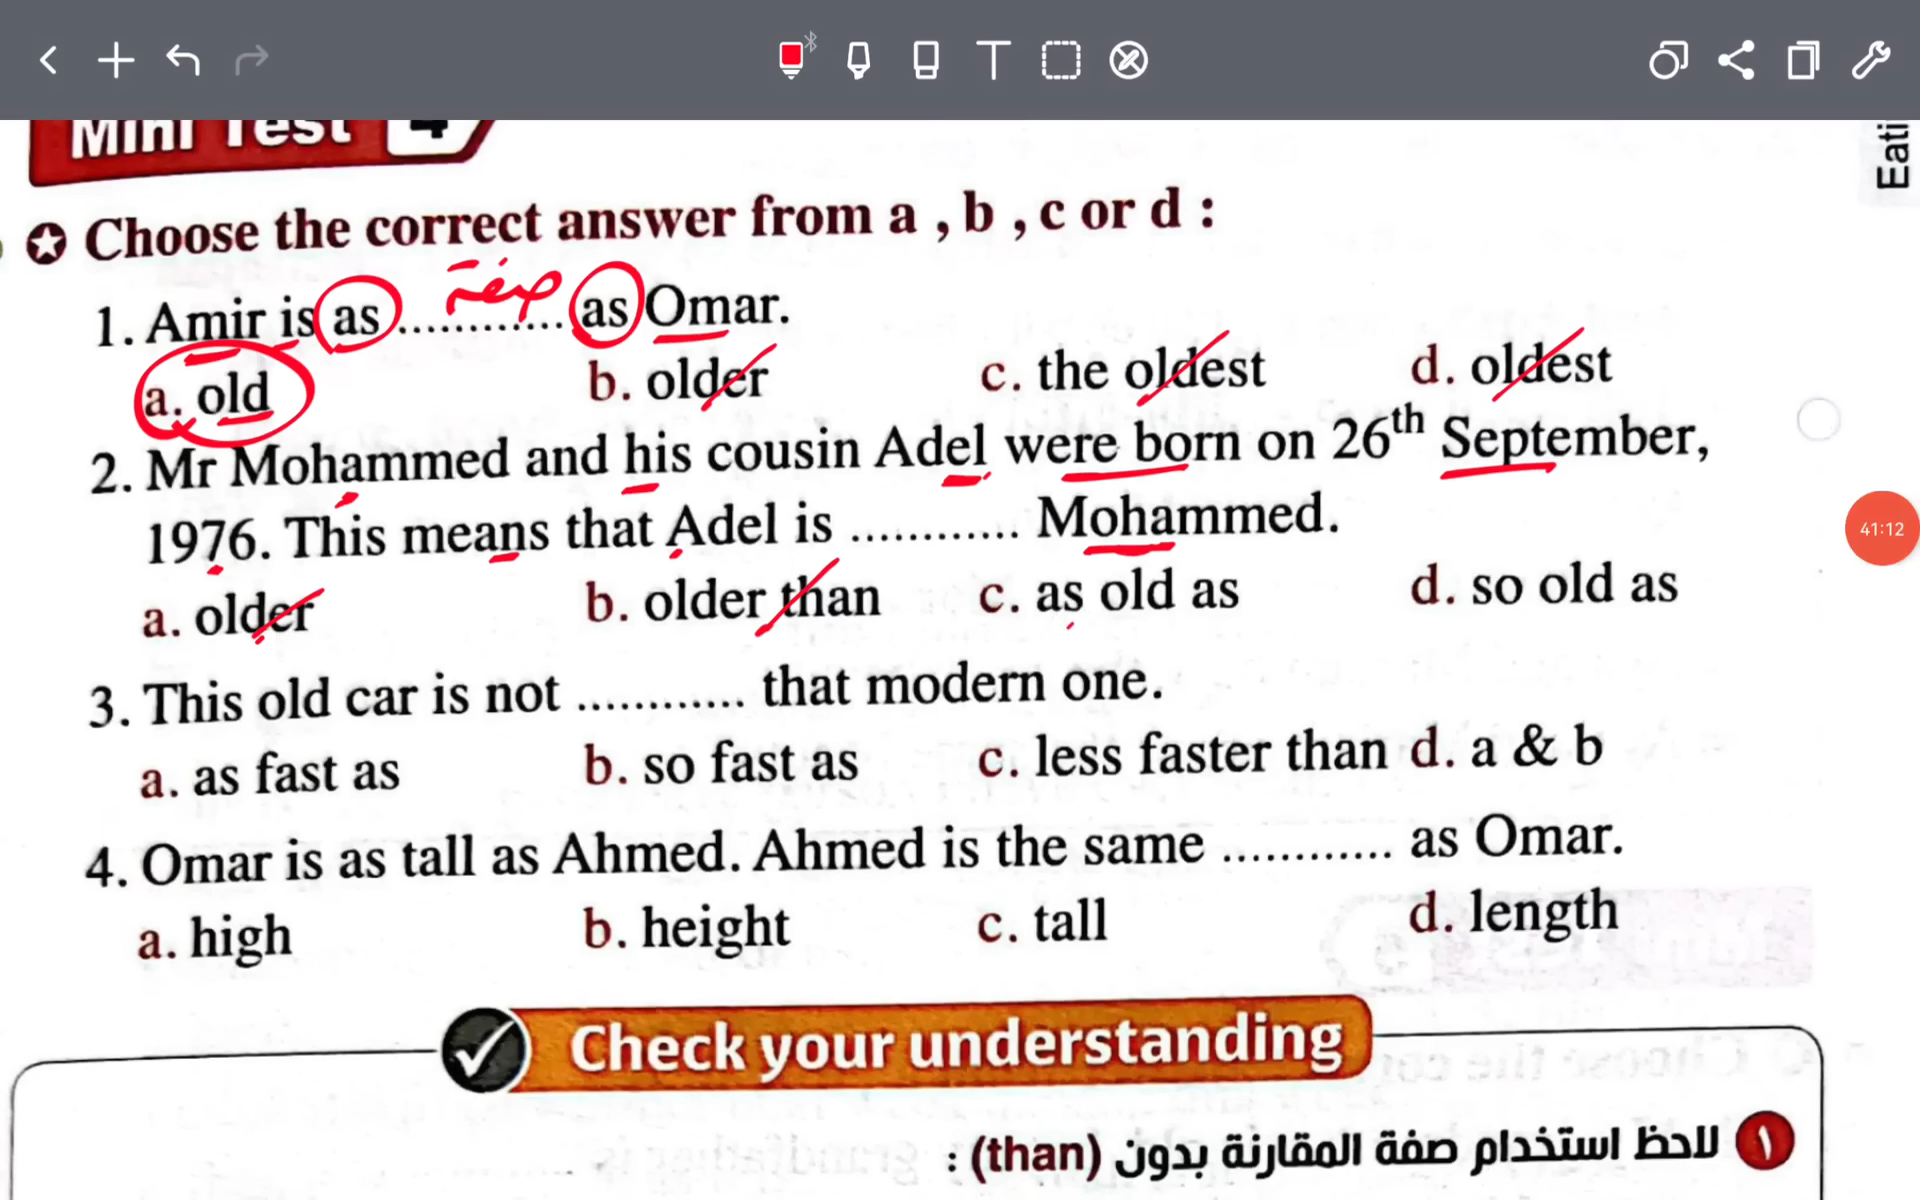 Mini Test 4
Eati
Choose the correct answer from a , b , c or d :
صفة
1. Amir is as ............ as Omar.
a. old b. older c. the oldest d. oldest
2. Mr Mohammed and his cousin Adel were born on 26th September,
1976. This means that Adel is ............ Mohammed.
a. older b. older than c. as old as d. so old as
41:12
3. This old car is not ............ that modern one.
a. as fast as b. so fast as c. less faster than d. a & b
4. Omar is as tall as Ahmed. Ahmed is the same ............ as Omar.
a. high b. height c. tall d. length
Check your understanding
١ للحظ استخدام صفة المقارنة بدون (than) :